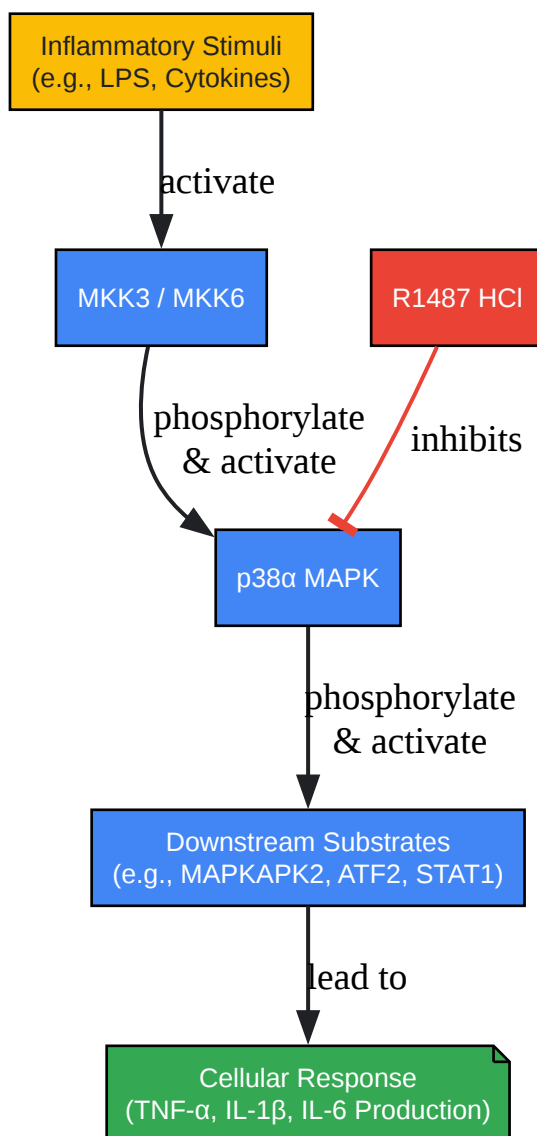 Inflammatory Stimuli
(e.g., LPS, Cytokines)
activate
MKK3 / MKK6
R1487 HCl
phosphorylate
& activate
inhibits
p38α MAPK
phosphorylate
& activate
Downstream Substrates
(e.g., MAPKAPK2, ATF2, STAT1)
lead to
Cellular Response
(TNF-α, IL-1β, IL-6 Production)